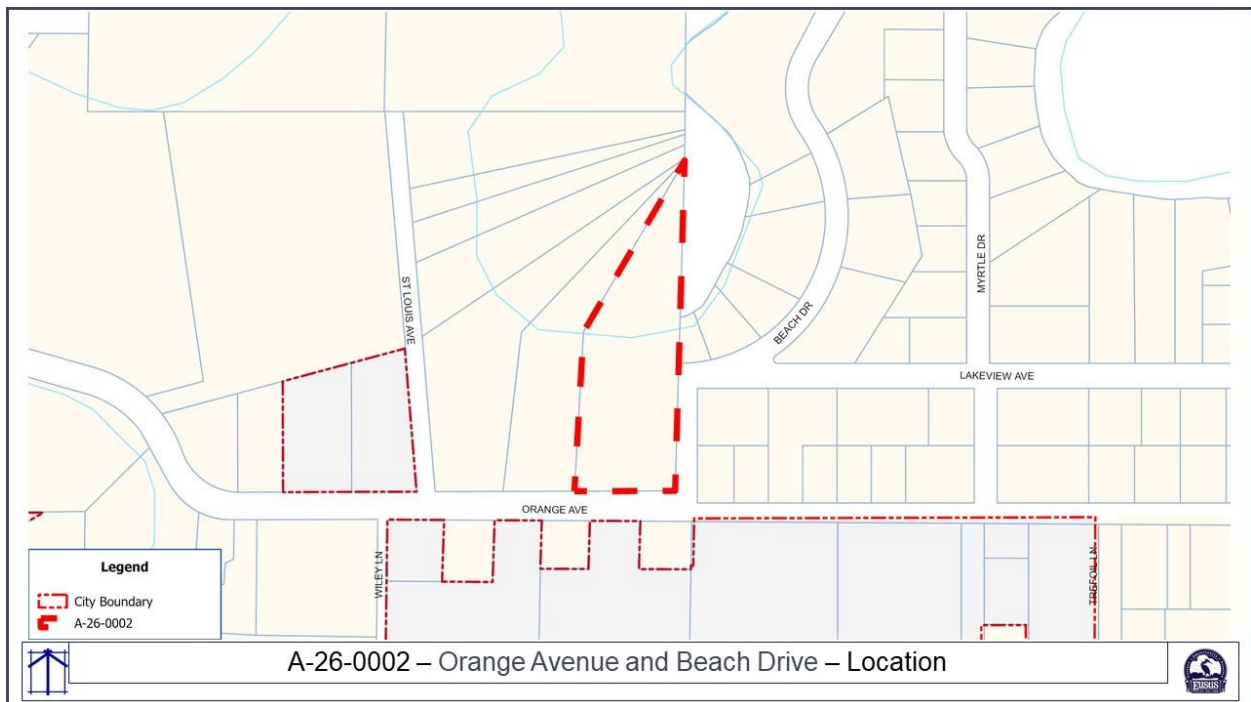 ST LOUIS AVE
BEACH DR
MYRTLE DR
LAKEVIEW AVE
ORANGE AVE
WILEY LN
TREFOIL LN
Legend
City Boundary
A-26-0002
A-26-0002 – Orange Avenue and Beach Drive – Location
EUSTIS